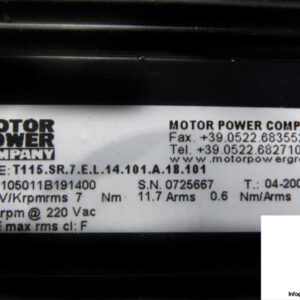 MOTOR
POWER
COMPANY
MOTOR POWER COMP
Fax. +39.0522.68355
Tel. +39.0522.68271
www.motorpowergr
E: T115.SR.7.E.L.14.101.A.18.101
105011B191400 S.N. 0725667 T.: 04-200
V/Krpmrms 7 Nm 11.7 Arms 0.6 Nm/Arms
rpm @ 220 Vac
E max rms cl: F